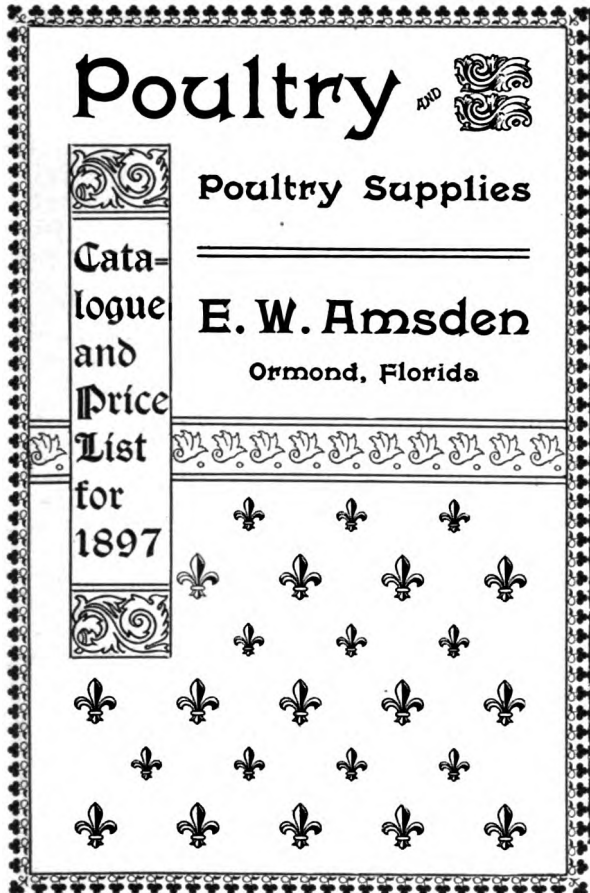 Poultry AND
Poultry Supplies
E. W. Amsden
Ormond, Florida
Cata=
logue
and
Price
List
for
1897